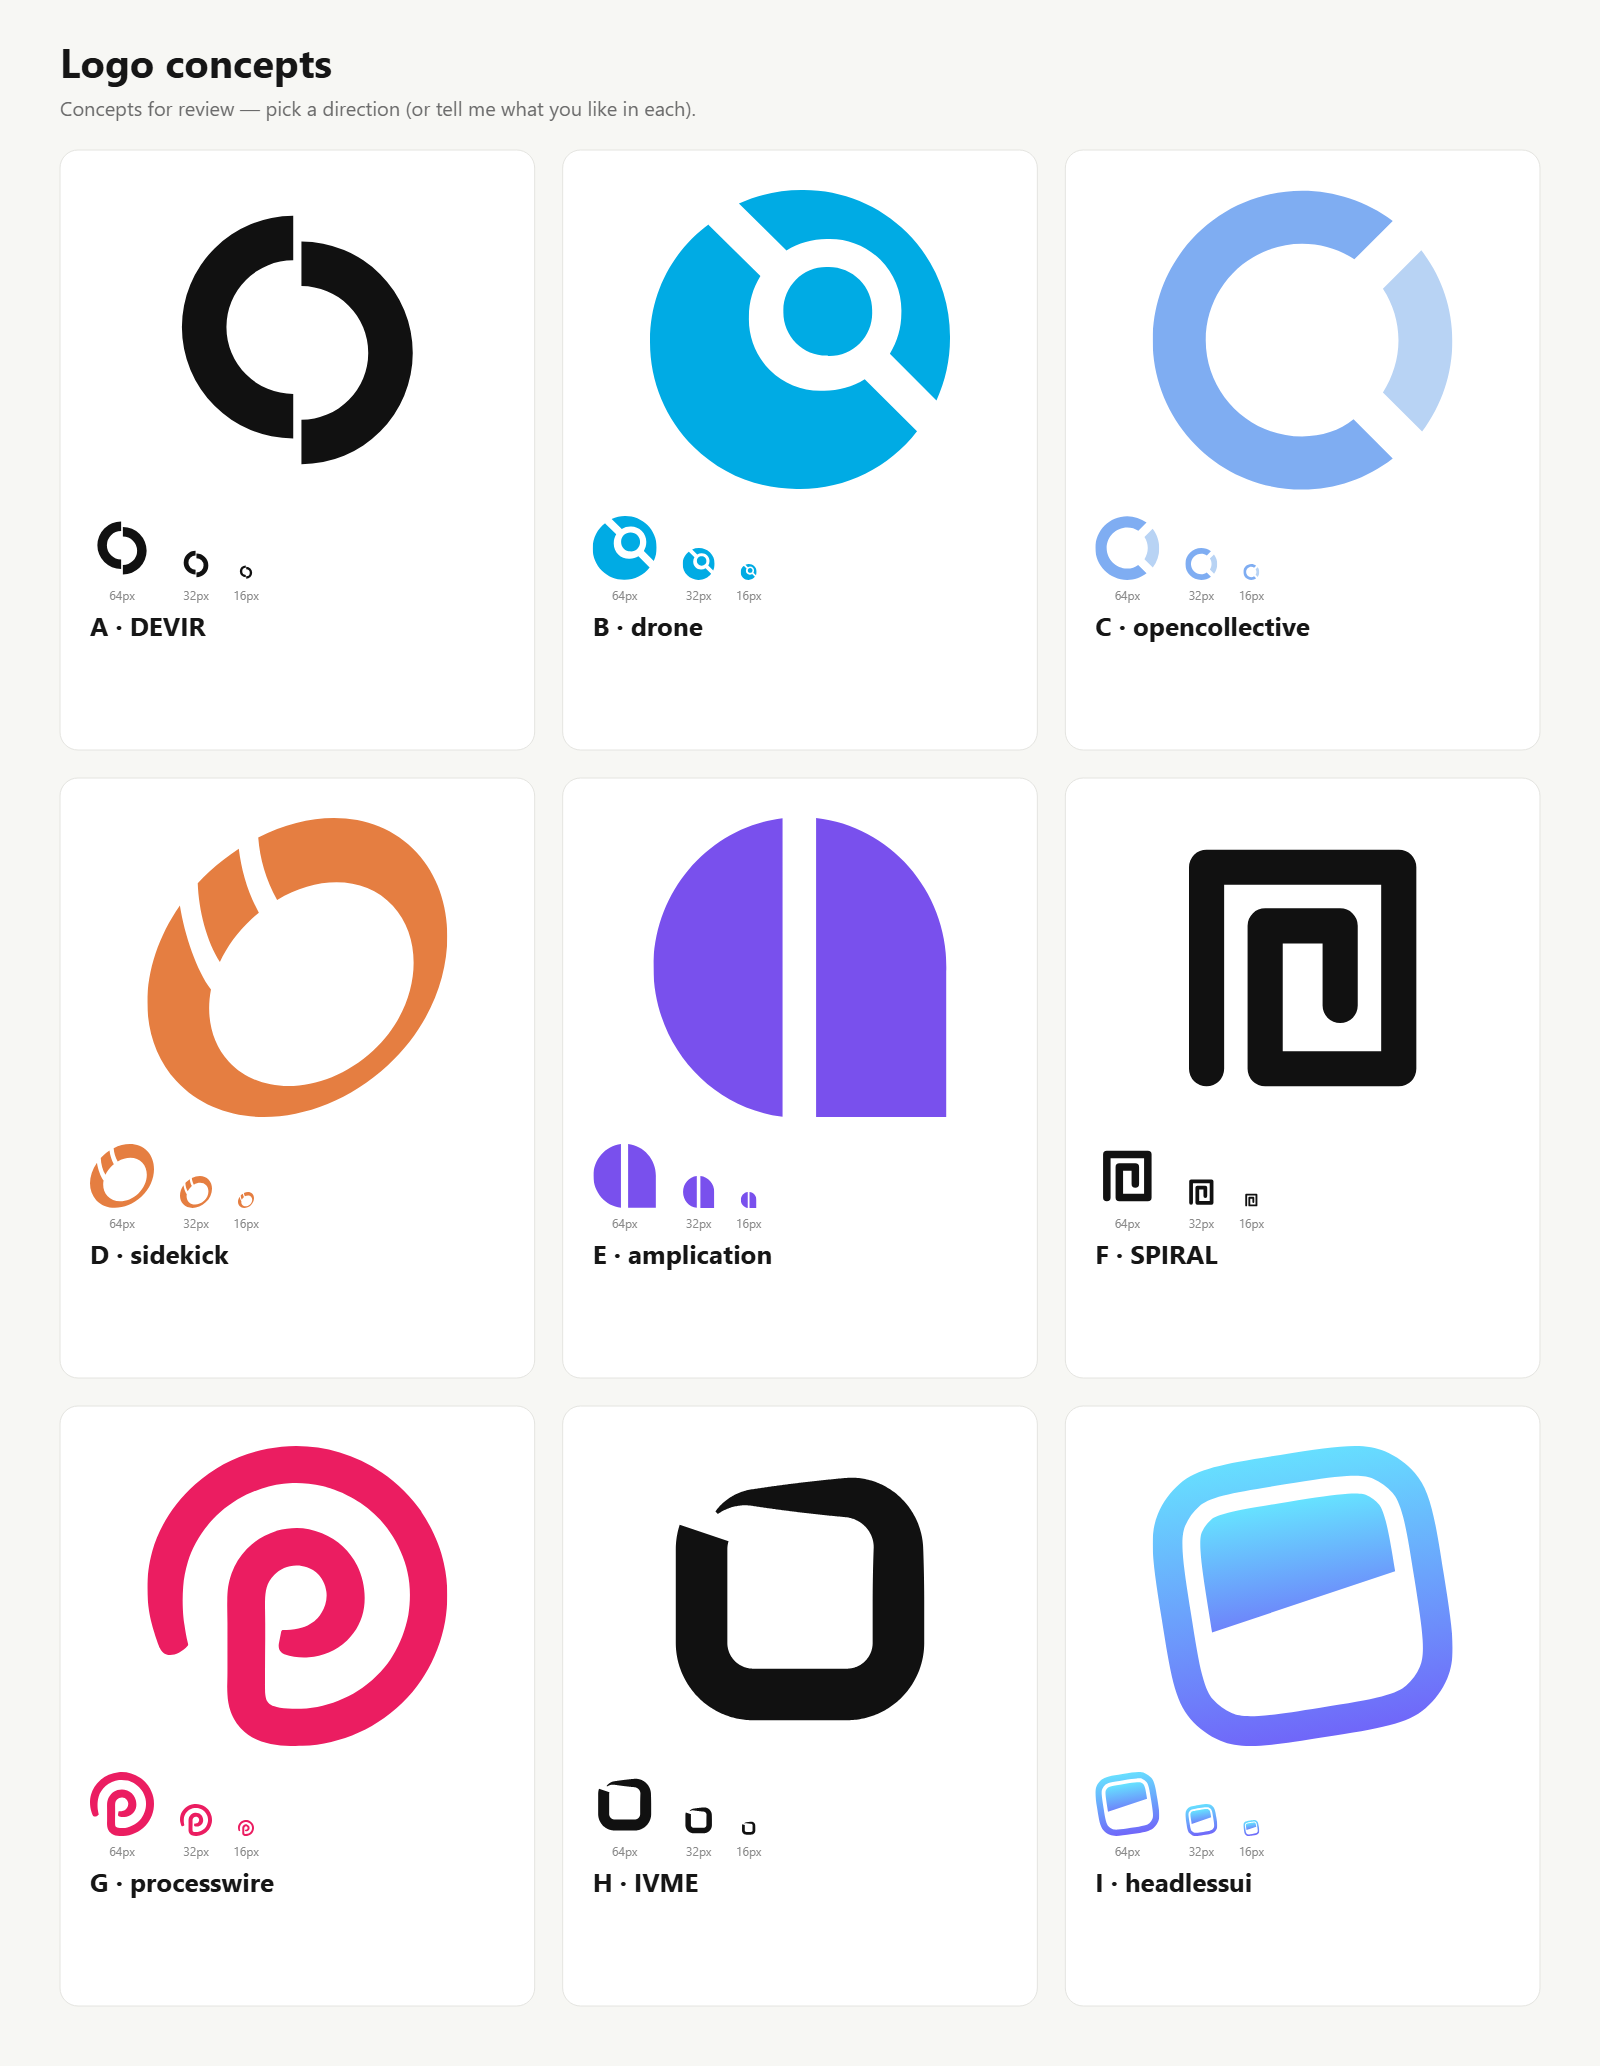 Logo concepts
Concepts for review — pick a direction (or tell me what you like in each).
64px 32px 16px
A · DEVIR
64px 32px 16px
B · drone
64px 32px 16px
C · opencollective
64px 32px 16px
D · sidekick
64px 32px 16px
E · amplication
64px 32px 16px
F · SPIRAL
64px 32px 16px
G · processwire
64px 32px 16px
H · IVME
64px 32px 16px
I · headlessui